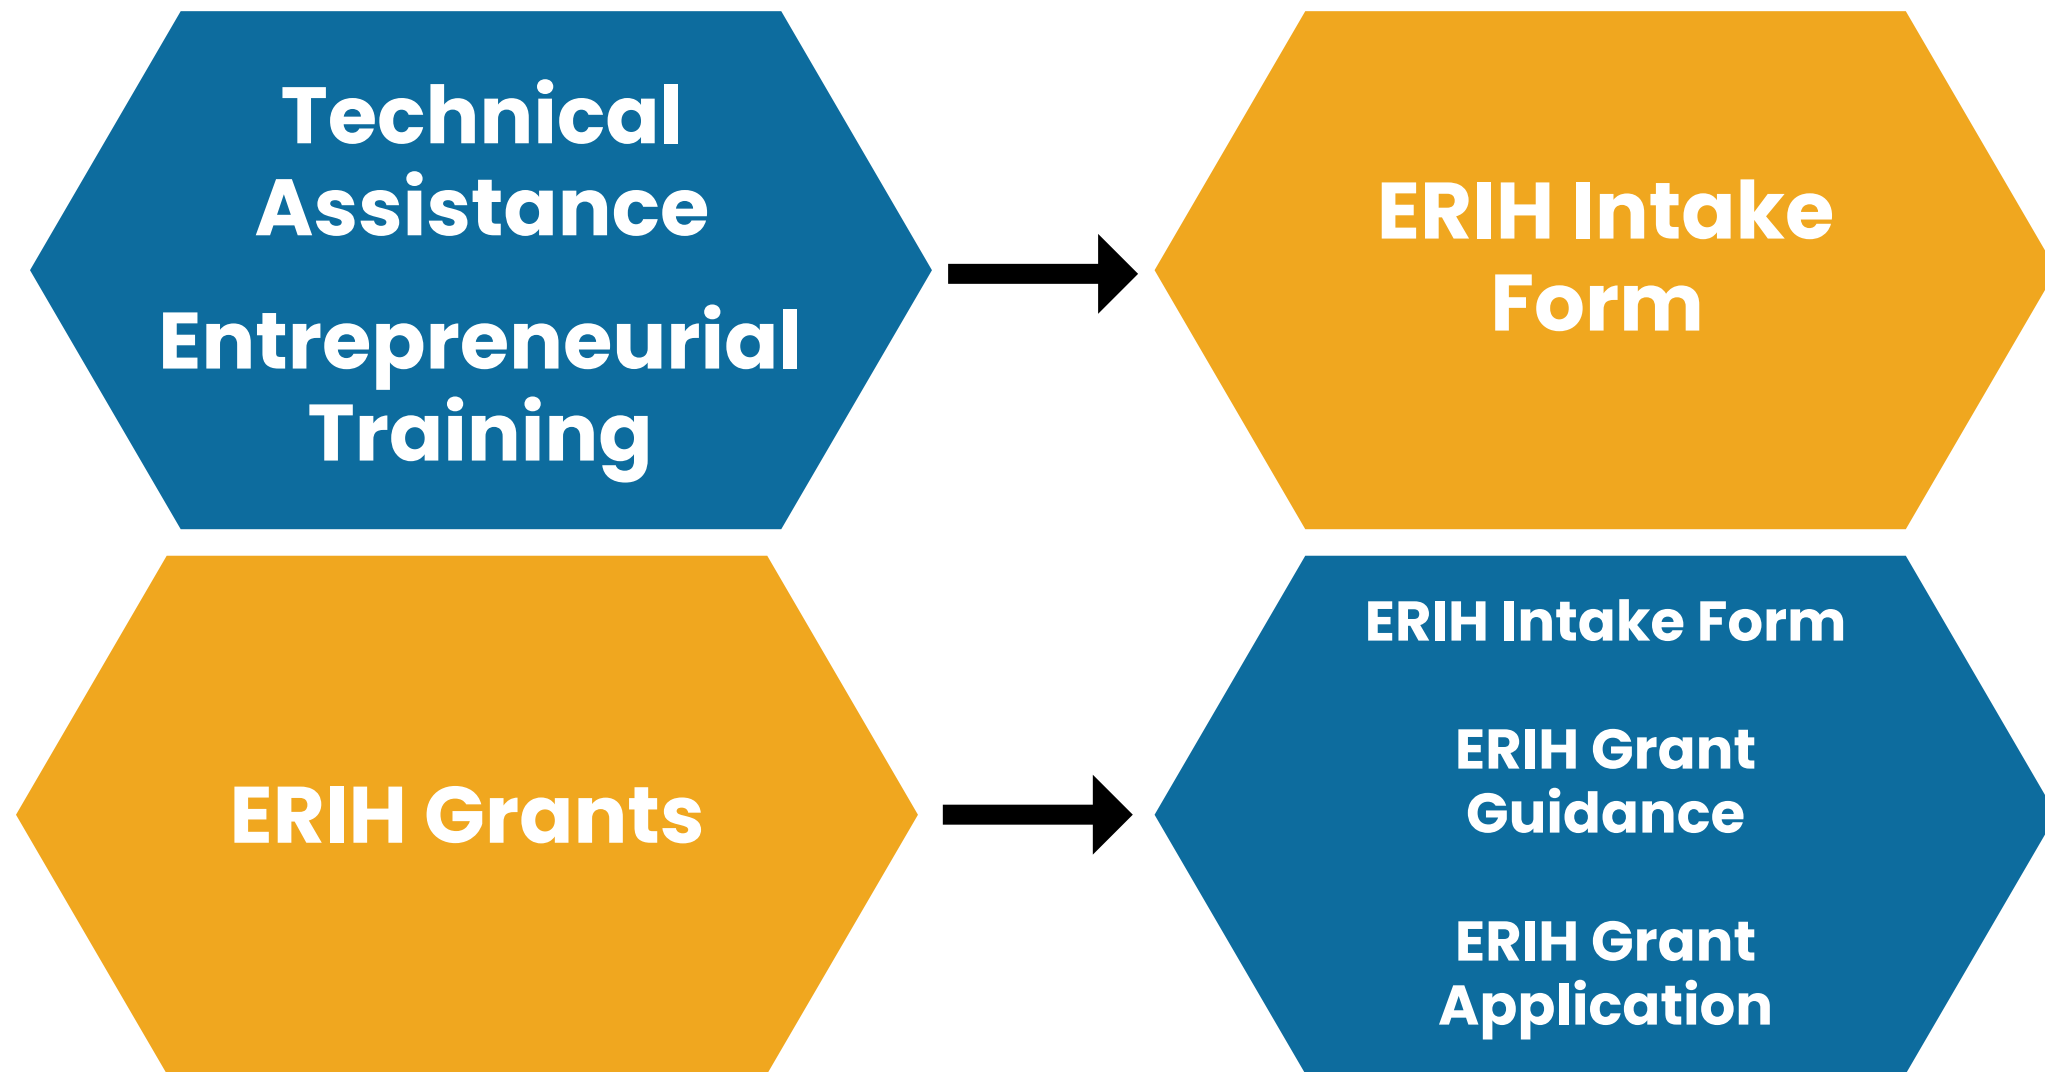 Technical
Assistance
Entrepreneurial
Training
ERIH Intake
Form
ERIH Grants
ERIH Intake Form
ERIH Grant
Guidance
ERIH Grant
Application